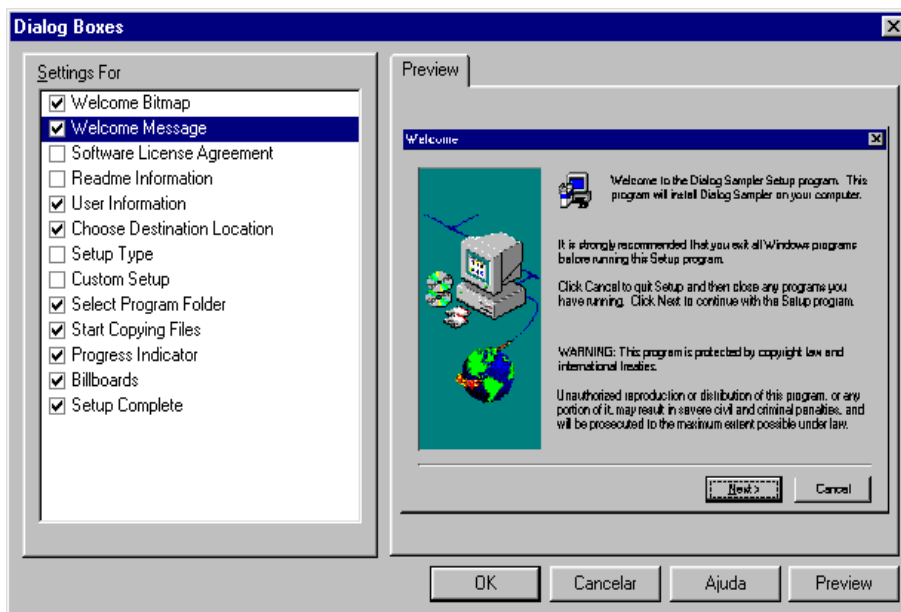 Dialog Boxes
Settings For
Welcome Bitmap
Welcome Message
Software License Agreement
Readme Information
User Information
Choose Destination Location
Setup Type
Custom Setup
Select Program Folder
Start Copying Files
Progress Indicator
Billboards
Setup Complete
Preview
Welcome
Welcome to the Dialog Sampler Setup program. This
program will install Dialog Sampler on your computer.
It is strongly recommended that you exit all Windows programs
before running this Setup program.
Click Cancel to quit Setup and then close any programs you
have running. Click Next to continue with the Setup program.
WARNING: This program is protected by copyright law and
international treaties.
Unauthorized reproduction or distribution of this program, or any
portion of it, may result in severe civil and criminal penalties, and
will be prosecuted to the maximum extent possible under law.
Next >
Cancel
OK
Cancelar
Ajuda
Preview